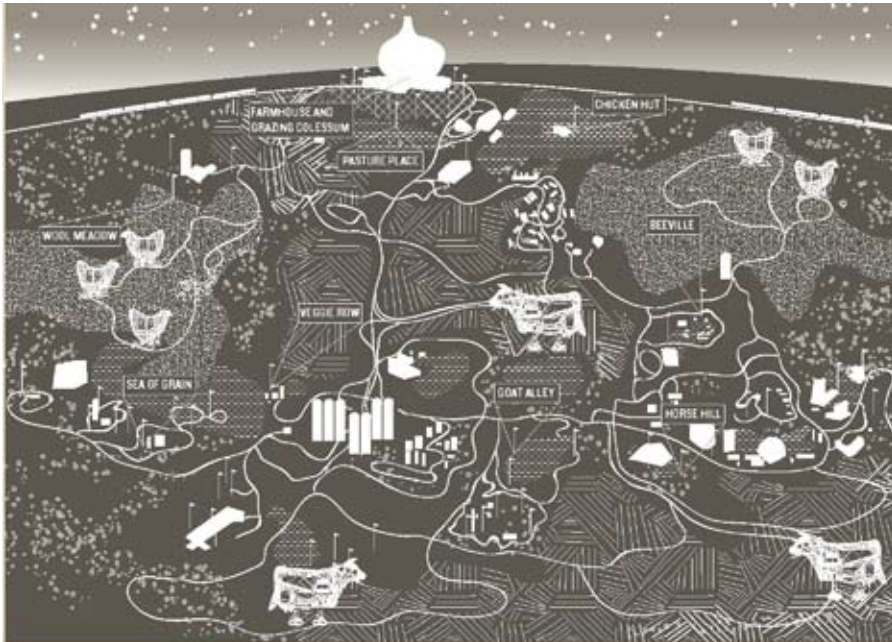 CHICKEN HUT
FARMHOUSE AND
GRAZING COLESSUM
PASTURE PLACE
BEEVILLE
WOOL MEADOW
VEGGIE ROW
SEA OF GRAIN
GOAT ALLEY
HORSE HILL